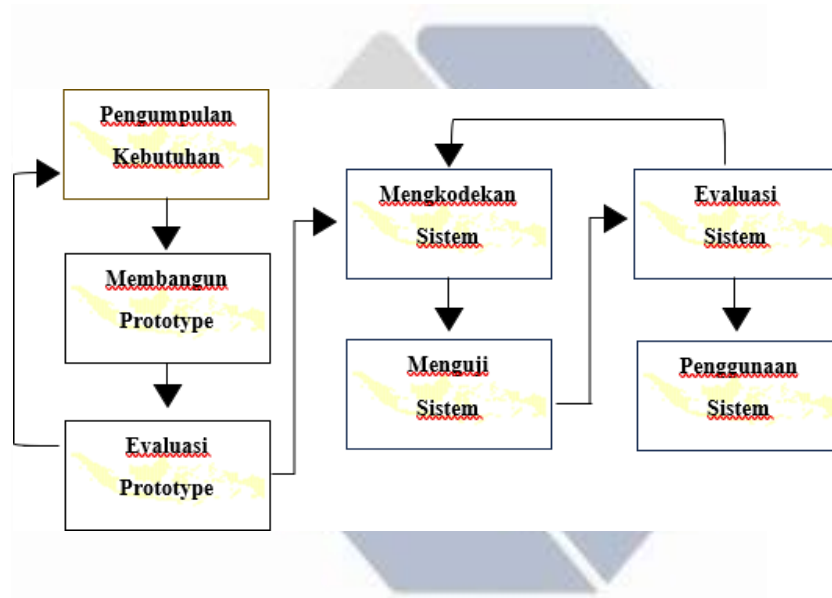 Pengumpulan
Kebutuhan
Membangun
Prototype
Evaluasi
Prototype
Mengkodekan
Sistem
Menguji
Sistem
Evaluasi
Sistem
Penggunaan
Sistem